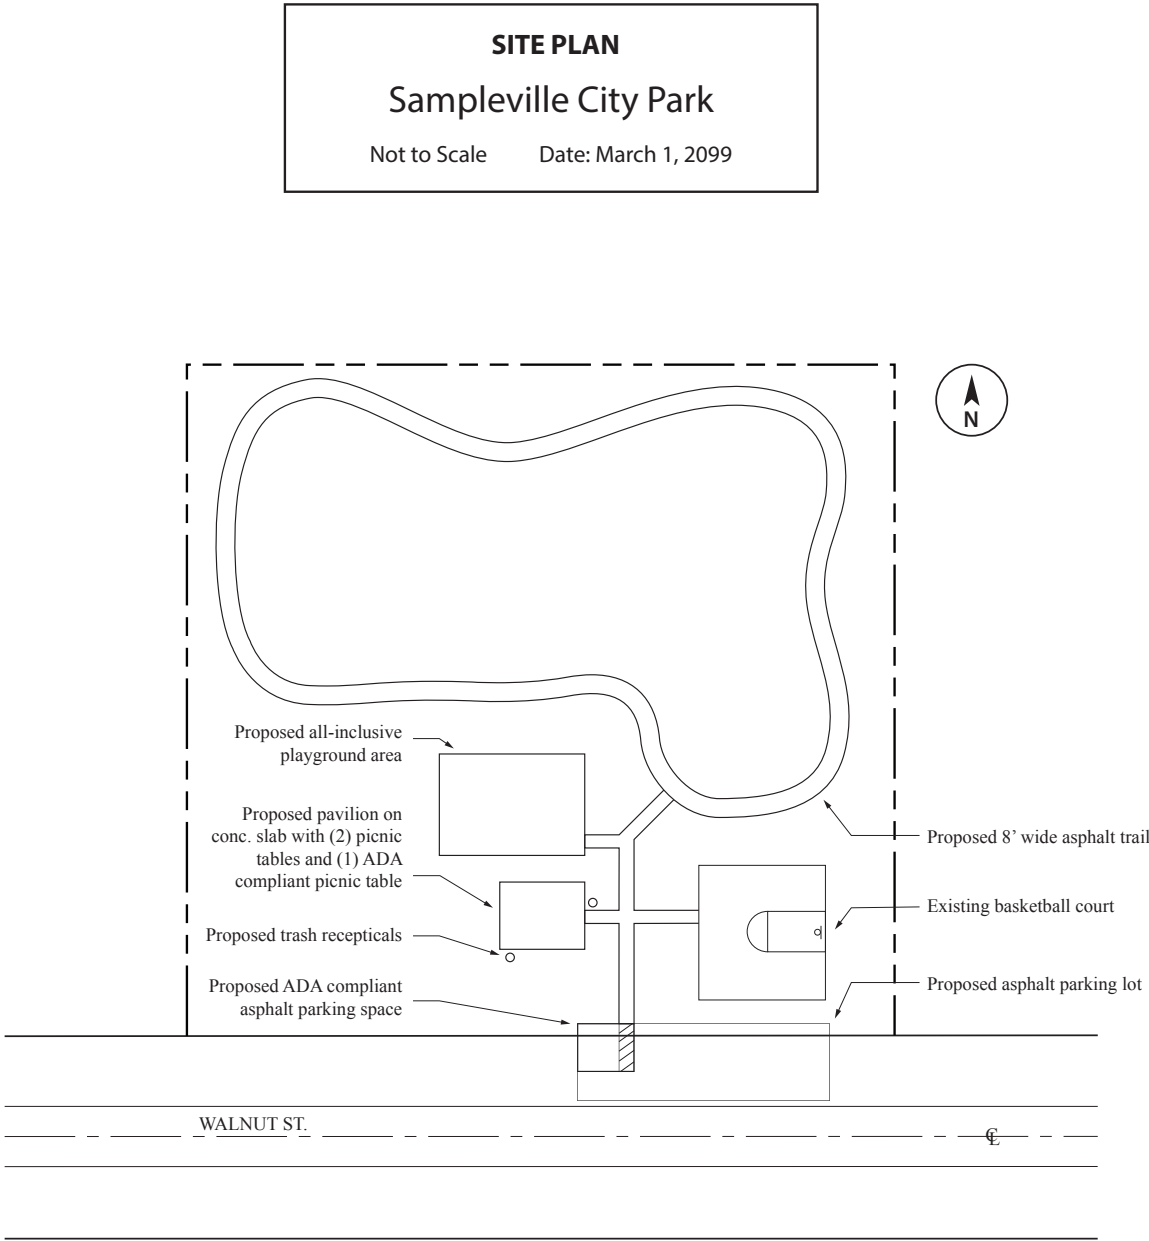 SITE PLAN
Sampleville City Park
Not to Scale Date: March 1, 2099
N
Proposed all-inclusive
playground area
Proposed pavilion on
conc. slab with (2) picnic
tables and (1) ADA
compliant picnic table
Proposed trash recepticals
Proposed ADA compliant
asphalt parking space
Proposed 8’ wide asphalt trail
Existing basketball court
Proposed asphalt parking lot
WALNUT ST.
℄